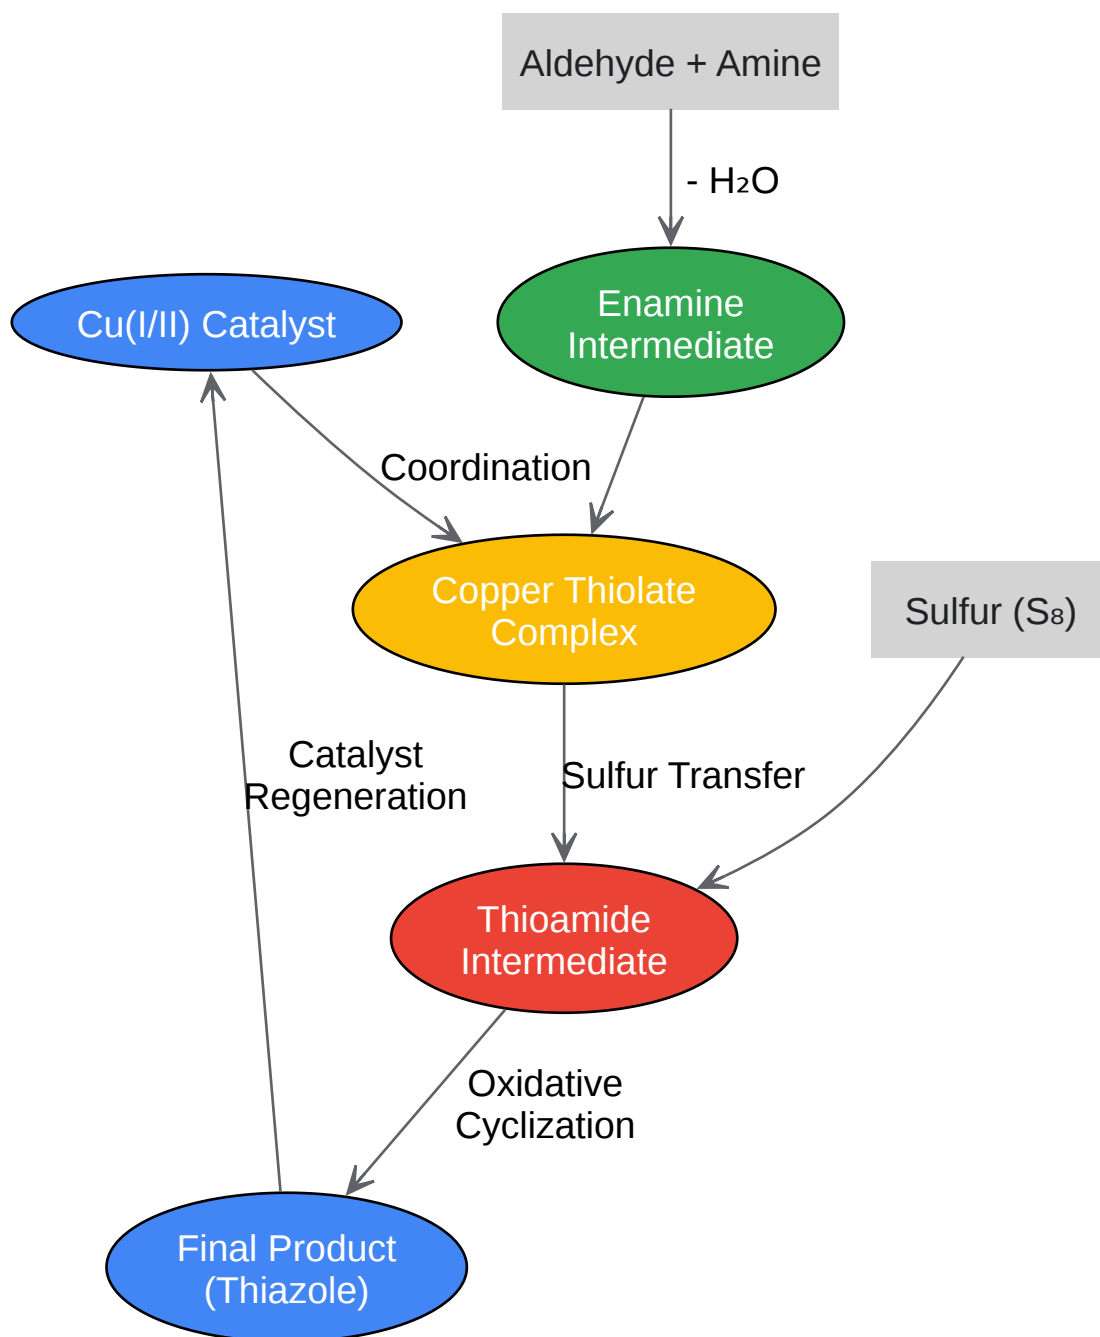 Aldehyde + Amine
- H₂O
Enamine
Intermediate
Cu(I/II) Catalyst
Coordination
Copper Thiolate
Complex
Sulfur (S₈)
Catalyst
Regeneration
Sulfur Transfer
Thioamide
Intermediate
Oxidative
Cyclization
Final Product
(Thiazole)